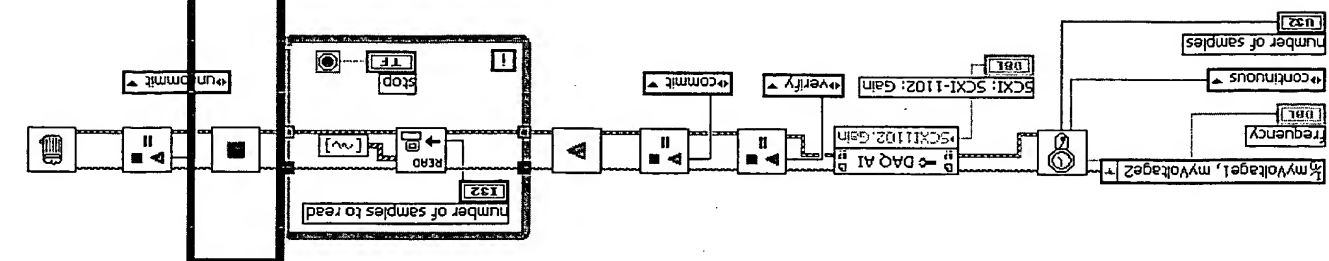 myVoltage1, myVoltage2
frequency
DBL
continuous
number of samples
U32
DAQ AI
SCXI1102.Gain
SCXI: SCXI-1102: Gain
DBL
verify
commit
number of samples to read
I32
READ
i
stop
TF
uncommit